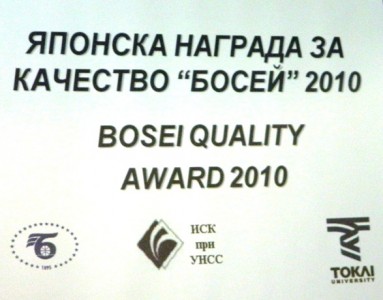 ЯПОНСКА НАГРАДА ЗА
КАЧЕСТВО “БОСЕЙ” 2010
BOSEI QUALITY
AWARD 2010
ИСК
при
УНСС
TOKAI
UNIVERSITY